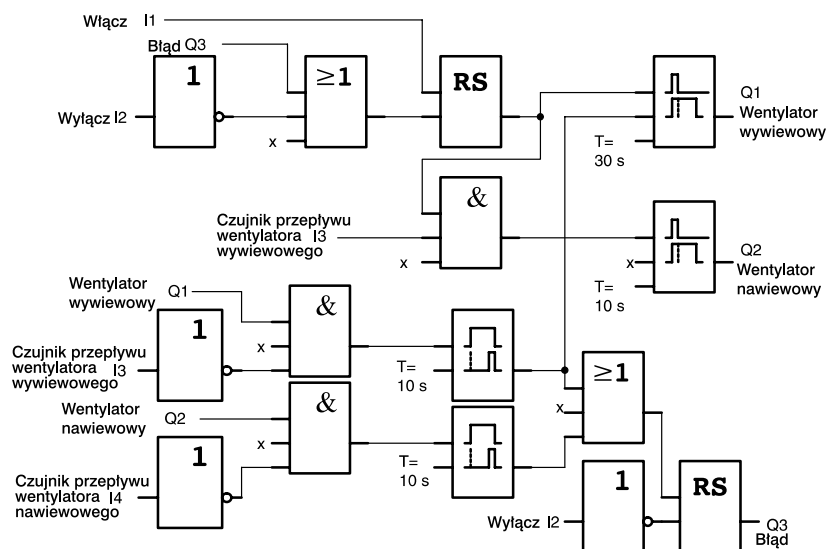 Włącz I1
Błąd Q3
1
≥1
RS
Wyłącz I2
x
Q1
Wentylator
wywiewowy
T=
30 s
&
Czujnik przepływu
wentylatora I3
wywiewowego
x
x
T=
10 s
Q2
Wentylator
nawiewowy
Wentylator
wywiewowy Q1
&
1
x
Czujnik przepływu
wentylatora I3
wywiewowego
T=
10 s
≥1
x
Wentylator
nawiewowy Q2
&
1
x
T=
10 s
Czujnik przepływu
wentylatora I4
nawiewowego
1
RS
Wyłącz I2
Q3
Błąd